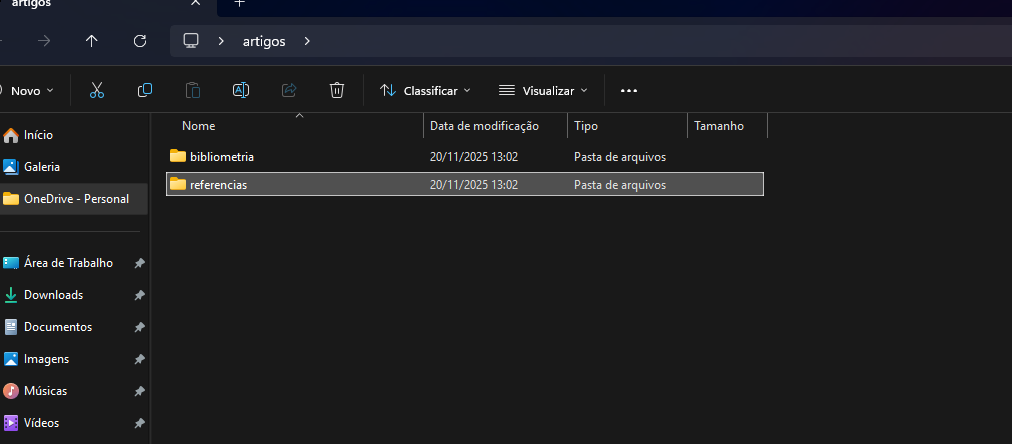 artigos
artigos
Novo
Classificar
Visualizar
Nome
Data de modificação
Tipo
Tamanho
Início
Galeria
OneDrive - Personal
Área de Trabalho
Downloads
Documentos
Imagens
Músicas
Vídeos
bibliometria 20/11/2025 13:02 Pasta de arquivos
referencias 20/11/2025 13:02 Pasta de arquivos